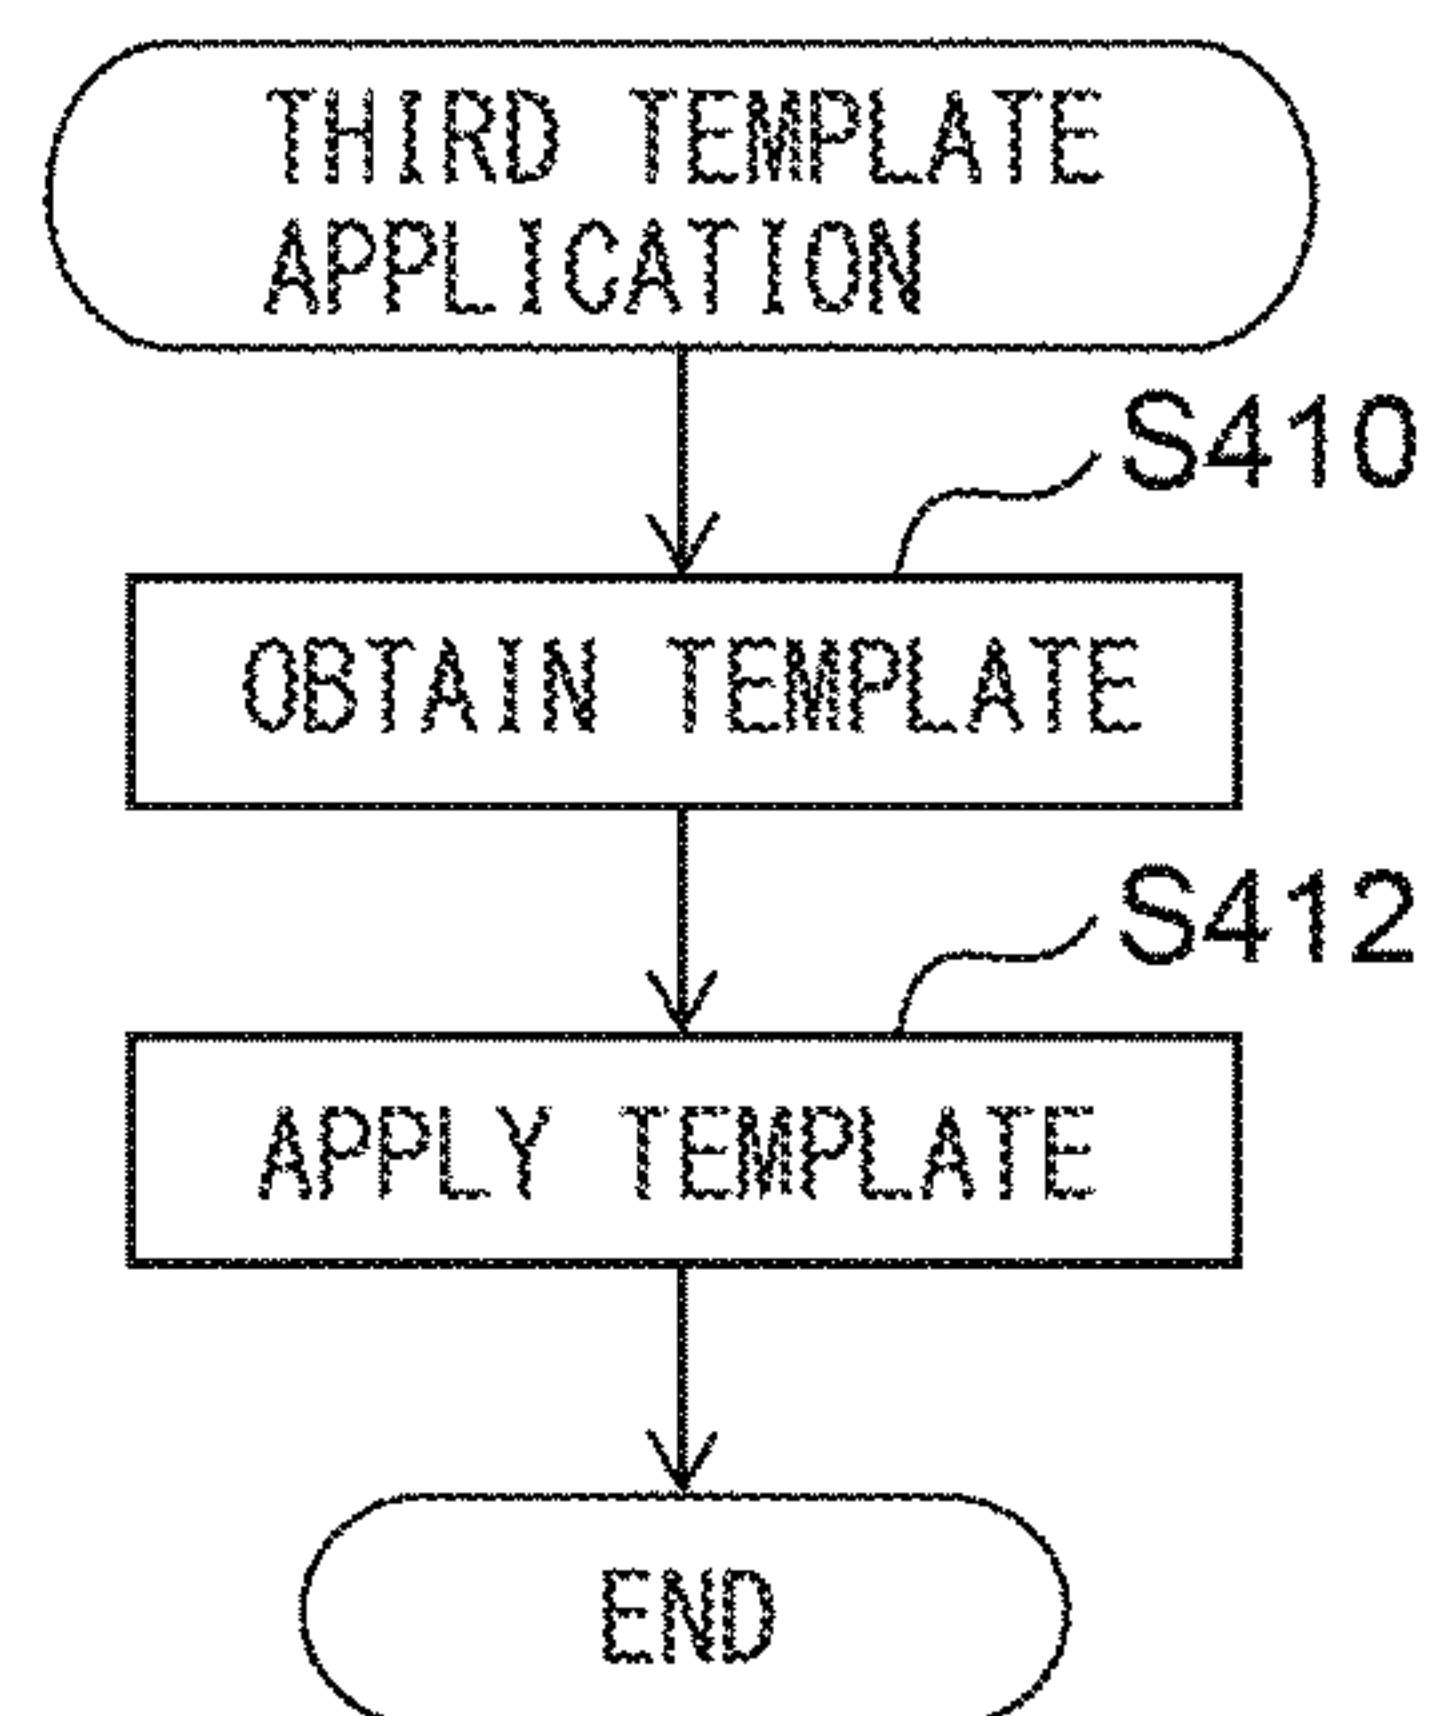 THIRD TEMPLATE
APPLICATION
S410
OBTAIN TEMPLATE
S412
APPLY TEMPLATE
END